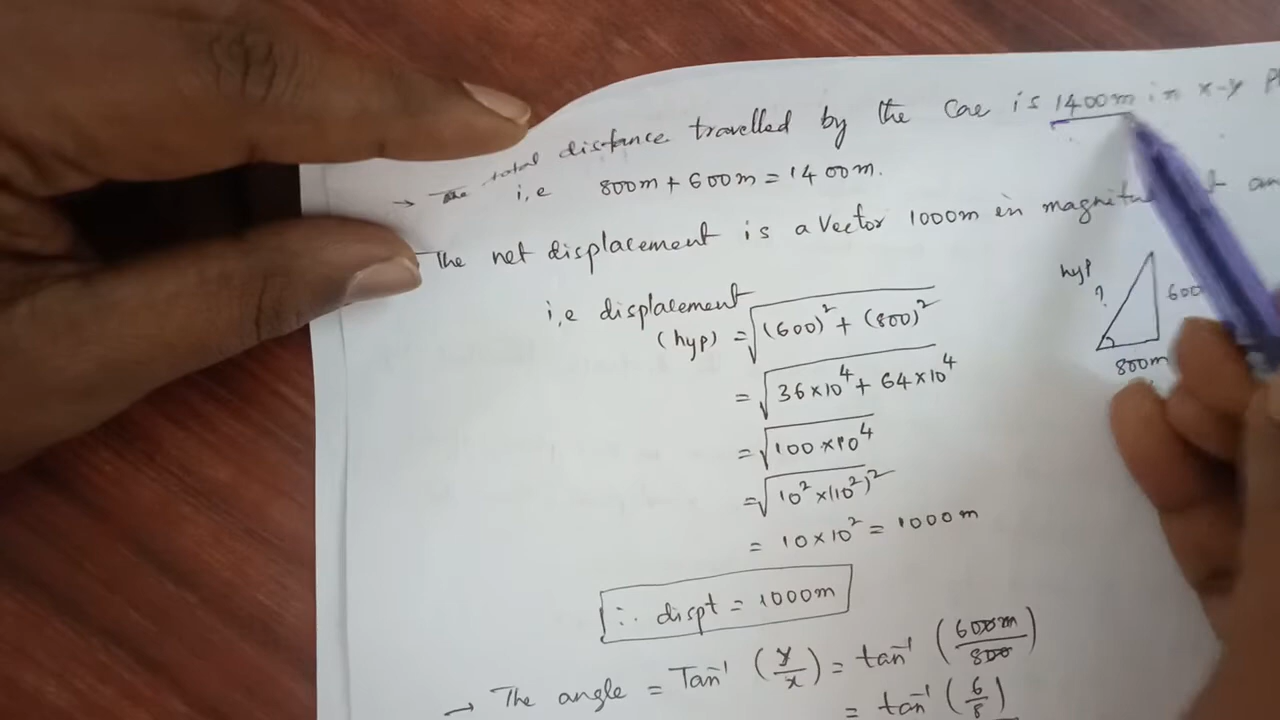 → The total distance travelled by the Car is 1400m in x-y
i,e 800m + 600m = 1400m.
The net displacement is a vector 1000m in
hyp
?
600
800m
i,e displacement
(hyp) = √(600)² + (800)²
= √36×10⁴ + 64×10⁴
= √100×10⁴
= √10²×(10²)²
= 10×10² = 1000m
∴ dispt = 1000m
→ The angle = Tan⁻¹ (y/x) = tan⁻¹ (600m/800)
= tan⁻¹ (6/8)